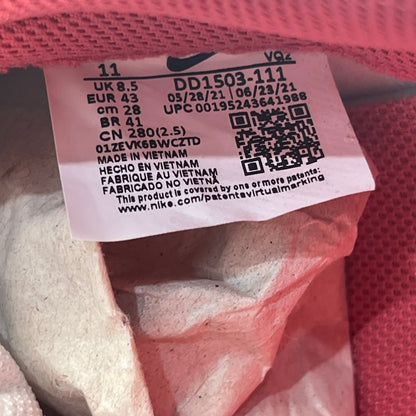 11 VQ2
UK 8.5 DD1503-111
EUR 43 05/28/21 06/23/21
cm 28 UPC 00195243641988
BR 41
CN 280(2.5)
01ZEVK6BWCZTD
MADE IN VIETNAM
HECHO EN VIETNAM
FABRIQUE AU VIETNAM
FABRICADO NO VIETNÃ
This product is covered by one or more patents.
www.nike.com/patentsvirtualmarking